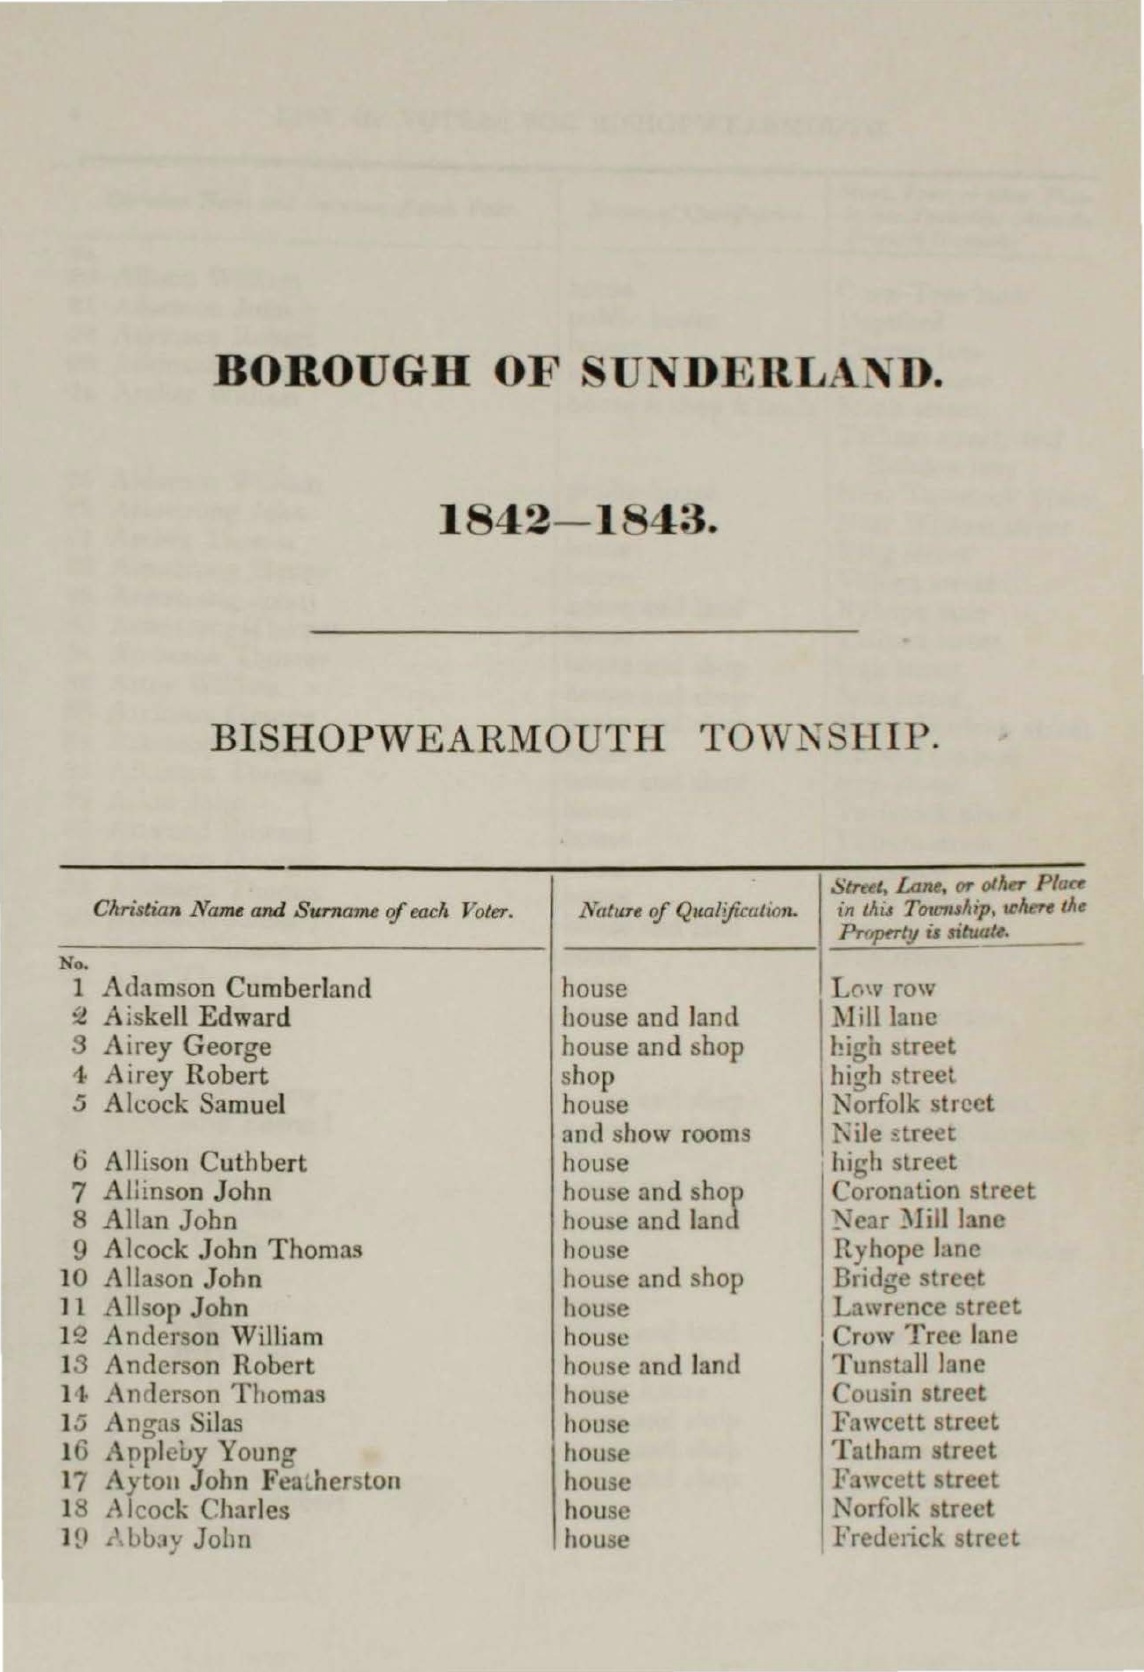 BOROUGH OF SUNDERLAND.
1842—1843.
BISHOPWEARMOUTH TOWNSHIP.
Christian Name and Surname of each Voter. Nature of Qualification. Street, Lane, or other Place in this Township, where the Property is situate.
No.
1 Adamson Cumberland house Low row
2 Aiskell Edward house and land Mill lane
3 Airey George house and shop high street
4 Airey Robert shop high street
5 Alcock Samuel house Norfolk street
and show rooms Nile street
6 Allison Cuthbert house high street
7 Allinson John house and shop Coronation street
8 Allan John house and land Near Mill lane
9 Alcock John Thomas house Ryhope lane
10 Allason John house and shop Bridge street
11 Allsop John house Lawrence street
12 Anderson William house Crow Tree lane
13 Anderson Robert house and land Tunstall lane
14 Anderson Thomas house Cousin street
15 Angas Silas house Fawcett street
16 Appleby Young house Tatham street
17 Ayton John Featherston house Fawcett street
18 Alcock Charles house Norfolk street
19 Abbay John house Frederick street